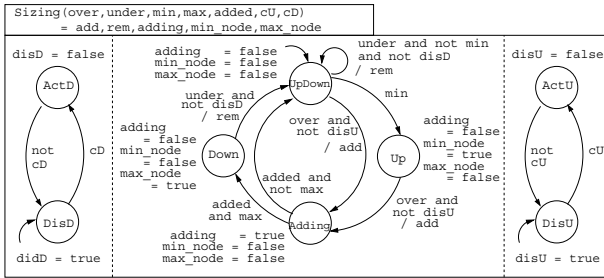 Sizing(over,under,min,max,added,cU,cD)
= add,rem,adding,min_node,max_node
disD = false
ActD
not
cD
cD
DisD
didD = true
adding = false
min_node = false
max_node = false
UpDown
under and not min
and not disD
/ rem
under and
not disD
/ rem
min
over and
not disU
/ add
adding
= false
min_node
= false
max_node
= true
Down
Up
adding
= false
min_node
= true
max_node
= false
added and
not max
added
and max
over and
not disU
/ add
Adding
adding = true
min_node = false
max_node = false
disU = false
ActU
not
cU
cU
DisU
disU = true